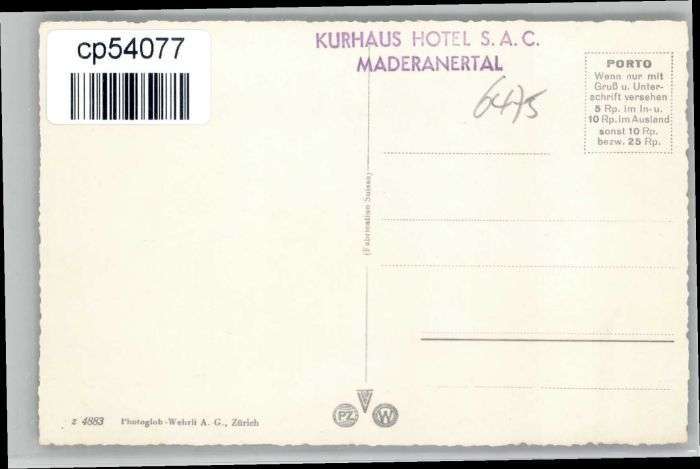 cp54077
KURHAUS HOTEL S. A. C.
MADERANERTAL
6475
PORTO
Wenn nur mit
Gruß u. Unter-
schrift versehen
5 Rp. im In- u.
10 Rp. im Ausland
sonst 10 Rp.
bezw. 25 Rp.
(Fabrication Suisse)
z 4883 Photoglob-Wehrli A. G., Zürich
PZ W